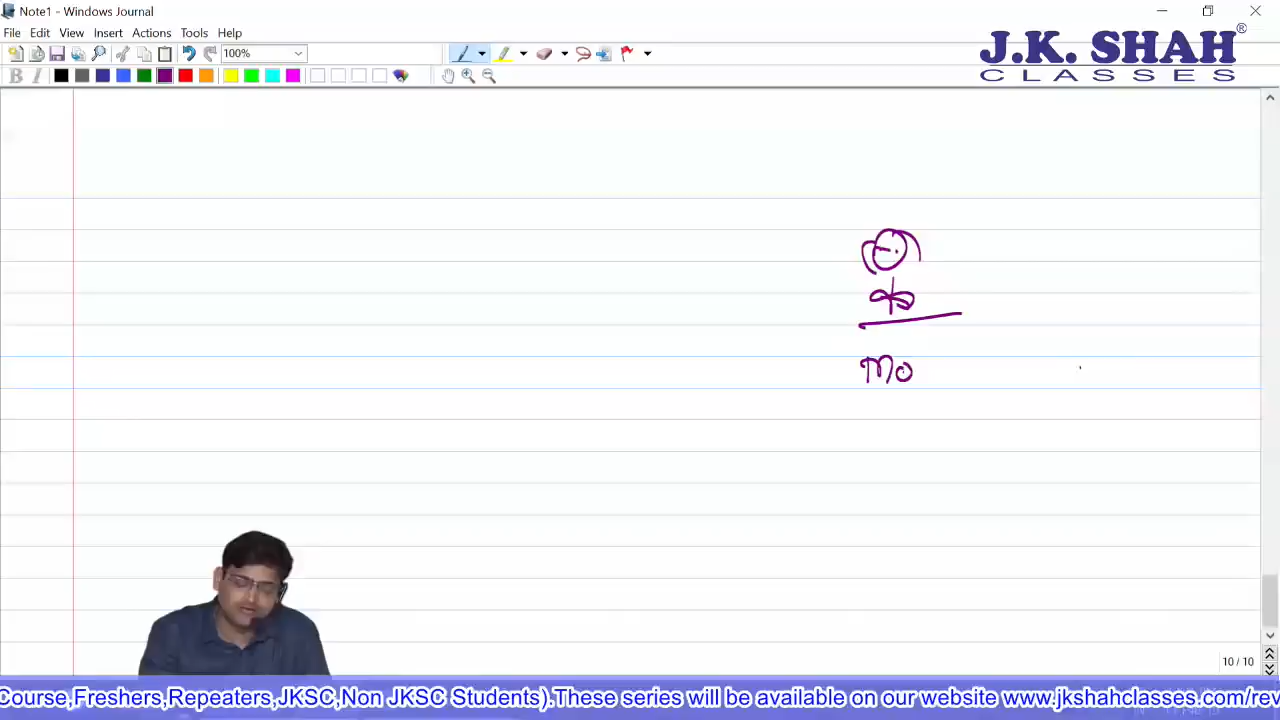 Note1 - Windows Journal
File Edit View Insert Actions Tools Help
100%
B I
J.K. SHAH®
CLASSES
Mo
10 / 10
Course,Freshers,Repeaters,JKSC,Non JKSC Students).These series will be available on our website www.jkshahclasses.com/rev